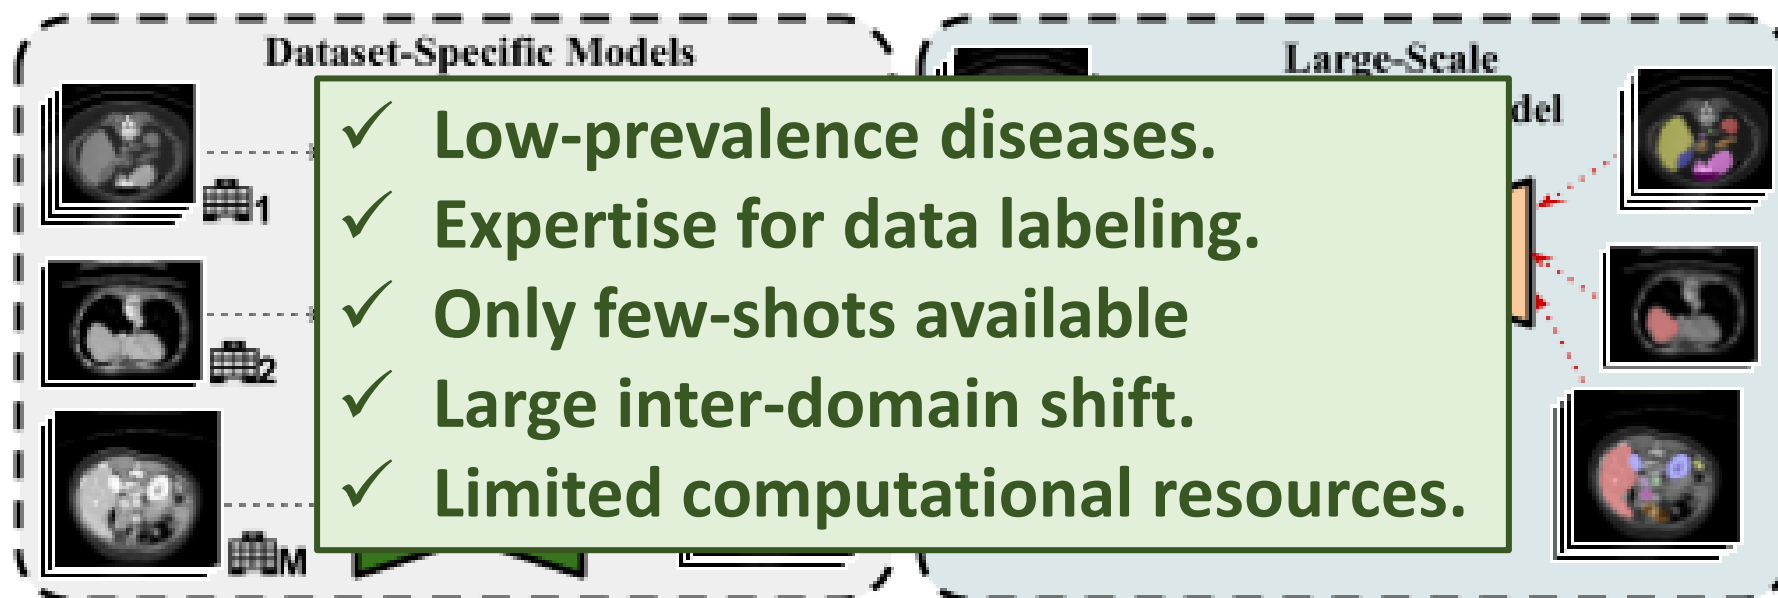 Dataset-Specific Models
Large-Scale
del
✓ Low-prevalence diseases.
✓ Expertise for data labeling.
✓ Only few-shots available
✓ Large inter-domain shift.
✓ Limited computational resources.
1
2
M